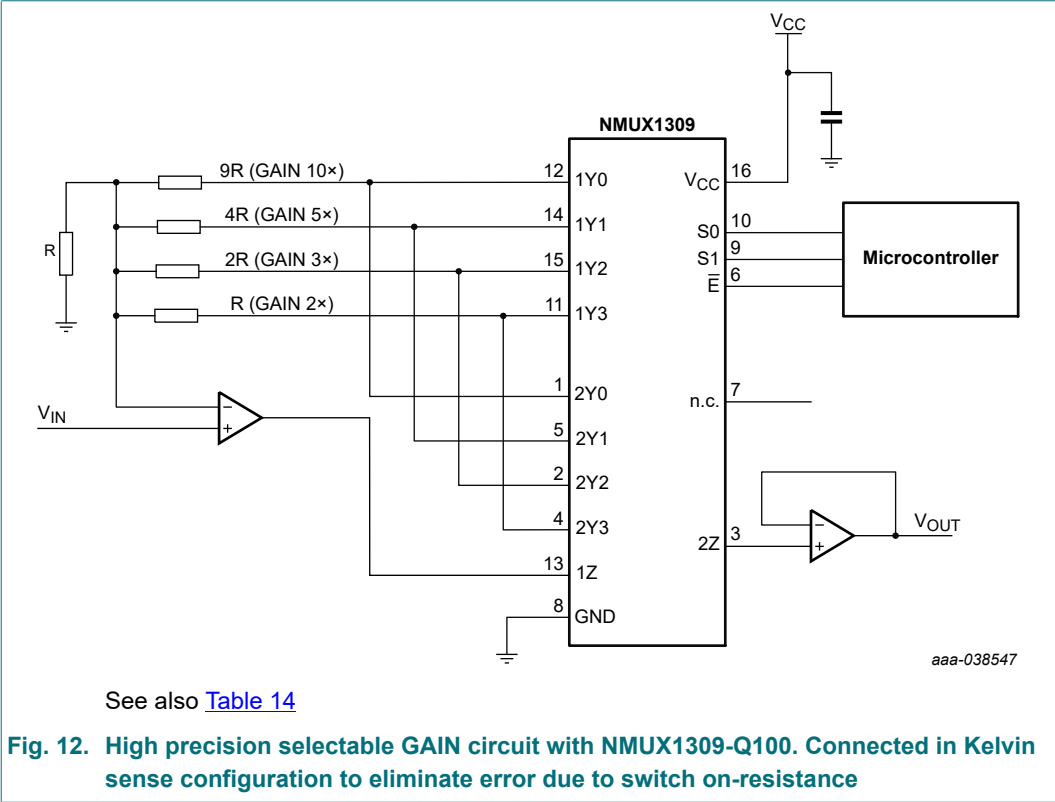 VCC
NMUX1309
9R (GAIN 10×)
12
1Y0
VCC
16
4R (GAIN 5×)
14
1Y1
S0
10
R
2R (GAIN 3×)
15
1Y2
S1
9
Microcontroller
E̅
6
R (GAIN 2×)
11
1Y3
1
2Y0
n.c.
7
VIN
−
+
5
2Y1
2
2Y2
4
2Y3
2Z
3
−
+
VOUT
13
1Z
8
GND
aaa-038547
See also Table 14
Fig. 12. High precision selectable GAIN circuit with NMUX1309-Q100. Connected in Kelvin
sense configuration to eliminate error due to switch on-resistance